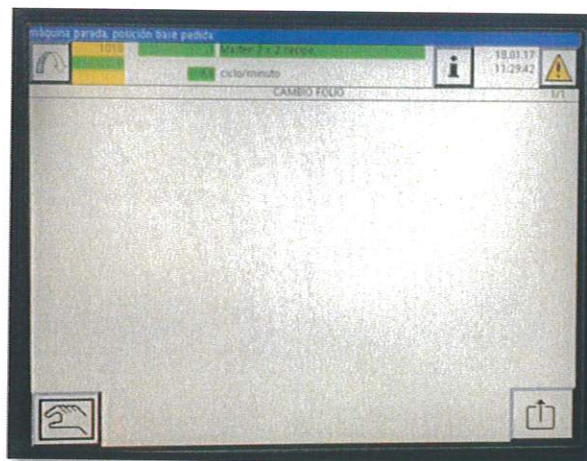 máquina parada, posición base pedida
1010
Master 2 x 2 recipe
ciclo/minuto
i
18.01.17
11:29:42
CAMBIO FOLIO
1/1